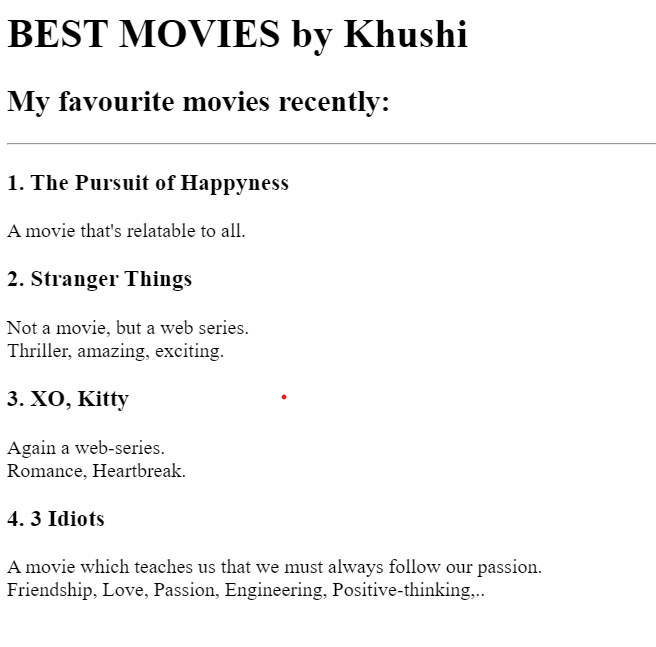 BEST MOVIES by Khushi
My favourite movies recently:
1. The Pursuit of Happyness
A movie that's relatable to all.
2. Stranger Things
Not a movie, but a web series.
Thriller, amazing, exciting.
3. XO, Kitty
Again a web-series.
Romance, Heartbreak.
4. 3 Idiots
A movie which teaches us that we must always follow our passion.
Friendship, Love, Passion, Engineering, Positive-thinking,..